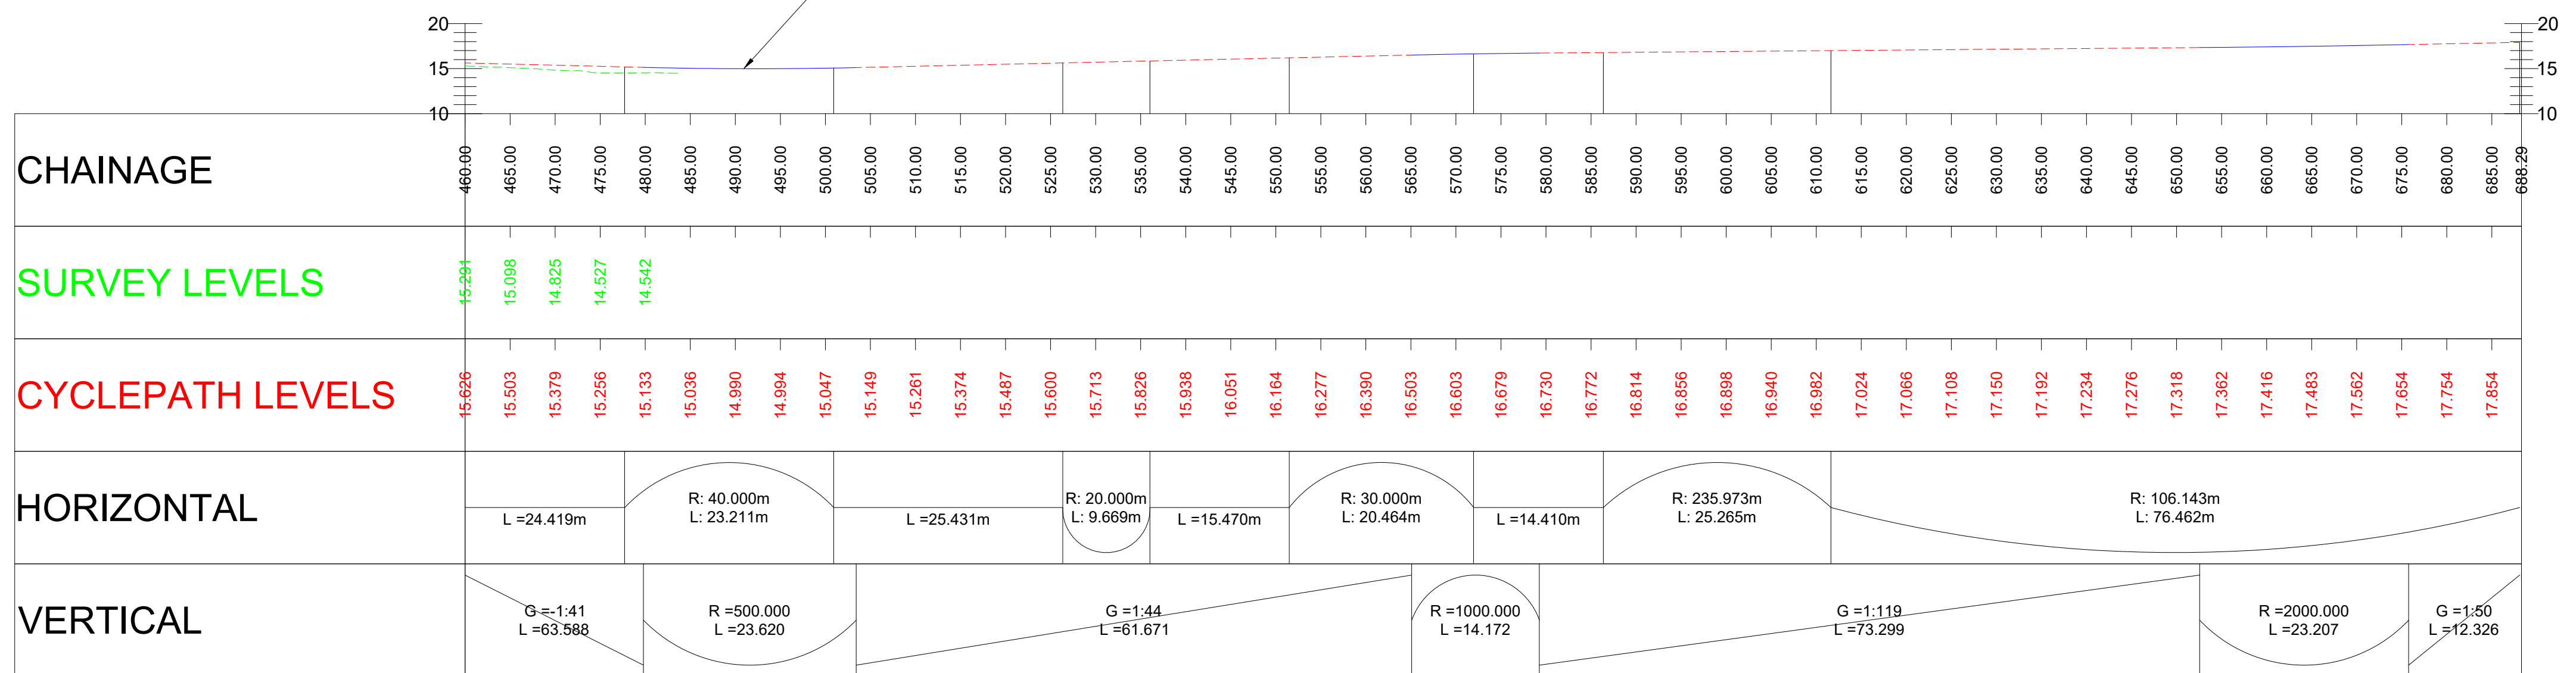 20 20
15 15
10 10
CHAINAGE 460.00 465.00 470.00 475.00 480.00 485.00 490.00 495.00 500.00 505.00 510.00 515.00 520.00 525.00 530.00 535.00 540.00 545.00 550.00 555.00 560.00 565.00 570.00 575.00 580.00 585.00 590.00 595.00 600.00 605.00 610.00 615.00 620.00 625.00 630.00 635.00 640.00 645.00 650.00 655.00 660.00 665.00 670.00 675.00 680.00 685.00 688.29
SURVEY LEVELS 15.291 15.098 14.825 14.527 14.542
CYCLEPATH LEVELS 15.626 15.503 15.379 15.256 15.133 15.036 14.990 14.994 15.047 15.149 15.261 15.374 15.487 15.600 15.713 15.826 15.938 16.051 16.164 16.277 16.390 16.503 16.603 16.679 16.730 16.772 16.814 16.856 16.898 16.940 16.982 17.024 17.066 17.108 17.150 17.192 17.234 17.276 17.318 17.362 17.416 17.483 17.562 17.654 17.754 17.854
HORIZONTAL
L =24.419m
R: 40.000m
L: 23.211m
L =25.431m
R: 20.000m
L: 9.669m
L =15.470m
R: 30.000m
L: 20.464m
L =14.410m
R: 235.973m
L: 25.265m
R: 106.143m
L: 76.462m
VERTICAL
G =-1:41
L =63.588
R =500.000
L =23.620
G =1:44
L =61.671
R =1000.000
L =14.172
G =1:119
L =73.299
R =2000.000
L =23.207
G =1:50
L =12.326